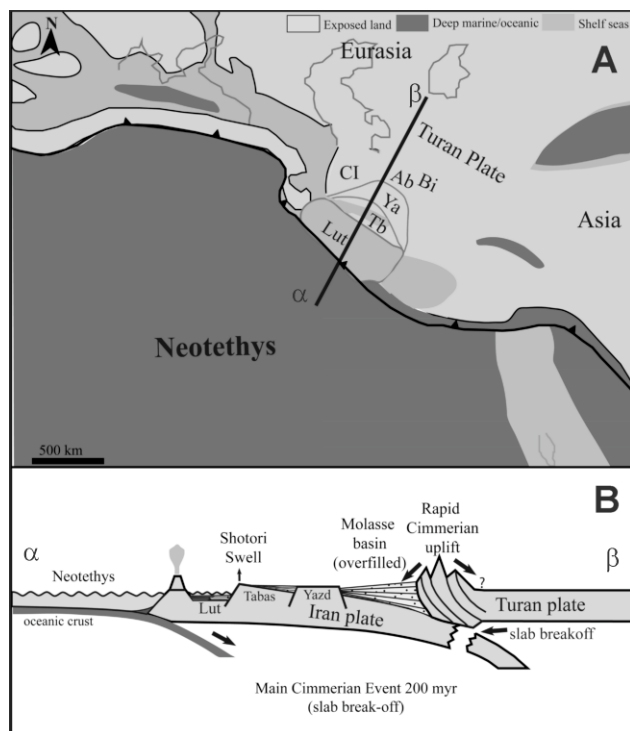 Exposed land
Deep marine/oceanic
Shelf seas
N
Eurasia
A
β
Turan Plate
CI
Ab
Bi
Ya
Tb
Lut
Asia
α
Neotethys
500 km
B
Rapid
Cimmerian
uplift
Molasse
basin
(overfilled)
Shotori
Swell
α
β
Neotethys
?
Lut
Tabas
Yazd
Turan plate
Iran plate
oceanic crust
slab breakoff
Main Cimmerian Event 200 myr
(slab break-off)